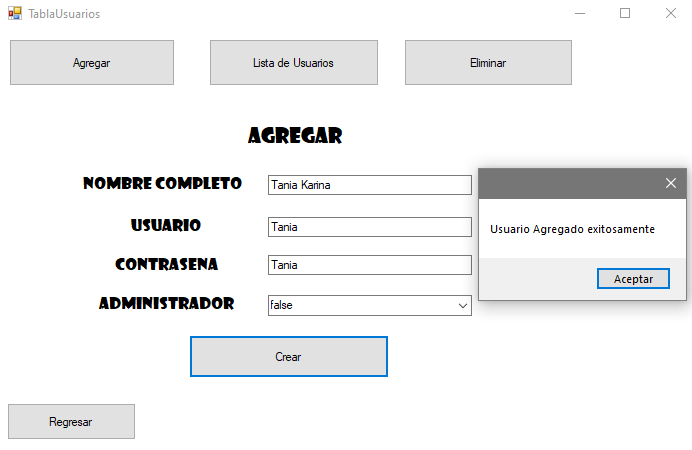 TablaUsuarios
Agregar
Lista de Usuarios
Eliminar
AGREGAR
NOMBRE COMPLETO
Tania Karina
USUARIO
Tania
CONTRASENA
Tania
ADMINISTRADOR
false
Crear
Regresar
Usuario Agregado exitosamente
Aceptar